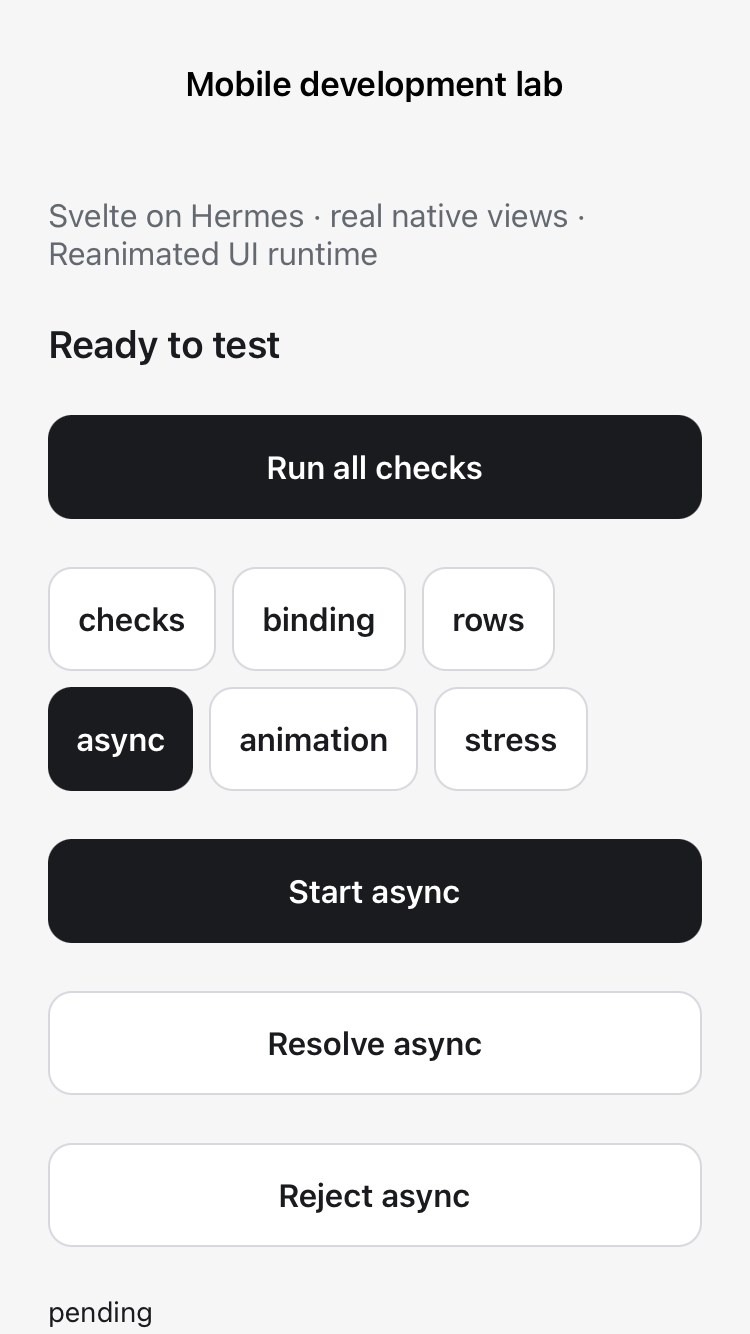 Mobile development lab
Svelte on Hermes · real native views ·
Reanimated UI runtime
Ready to test
Run all checks
checks binding rows
async animation stress
Start async
Resolve async
Reject async
pending